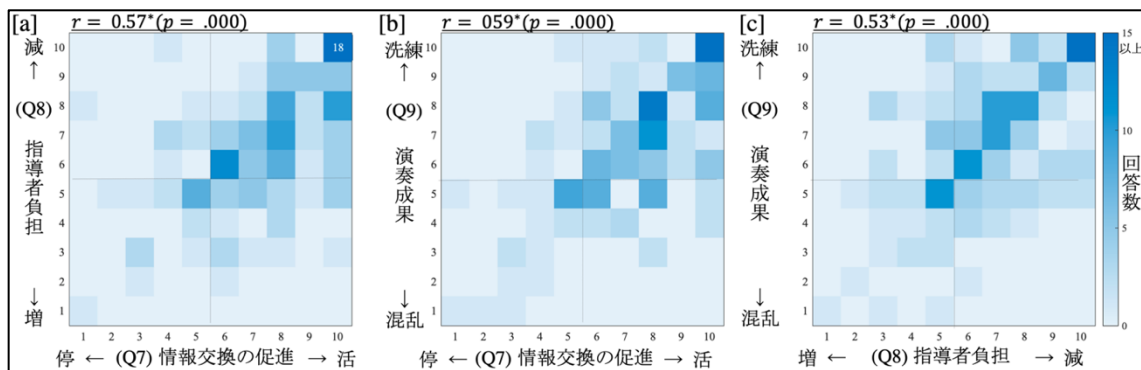 [a] r = 0.57*(p = .000)
減
↑
(Q8)
指導者負担
↓
増
10
9
8
7
6
5
4
3
2
1
18
1 2 3 4 5 6 7 8 9 10
停 ← (Q7) 情報交換の促進 → 活
[b] r = 059*(p = .000)
洗練
↑
(Q9)
演奏成果
↓
混乱
10
9
8
7
6
5
4
3
2
1
1 2 3 4 5 6 7 8 9 10
停 ← (Q7) 情報交換の促進 → 活
[c] r = 0.53*(p = .000)
洗練
↑
(Q9)
演奏成果
↓
混乱
10
9
8
7
6
5
4
3
2
1
1 2 3 4 5 6 7 8 9 10
増 ← (Q8) 指導者負担 → 減
15
以上
10
5
0
回答数